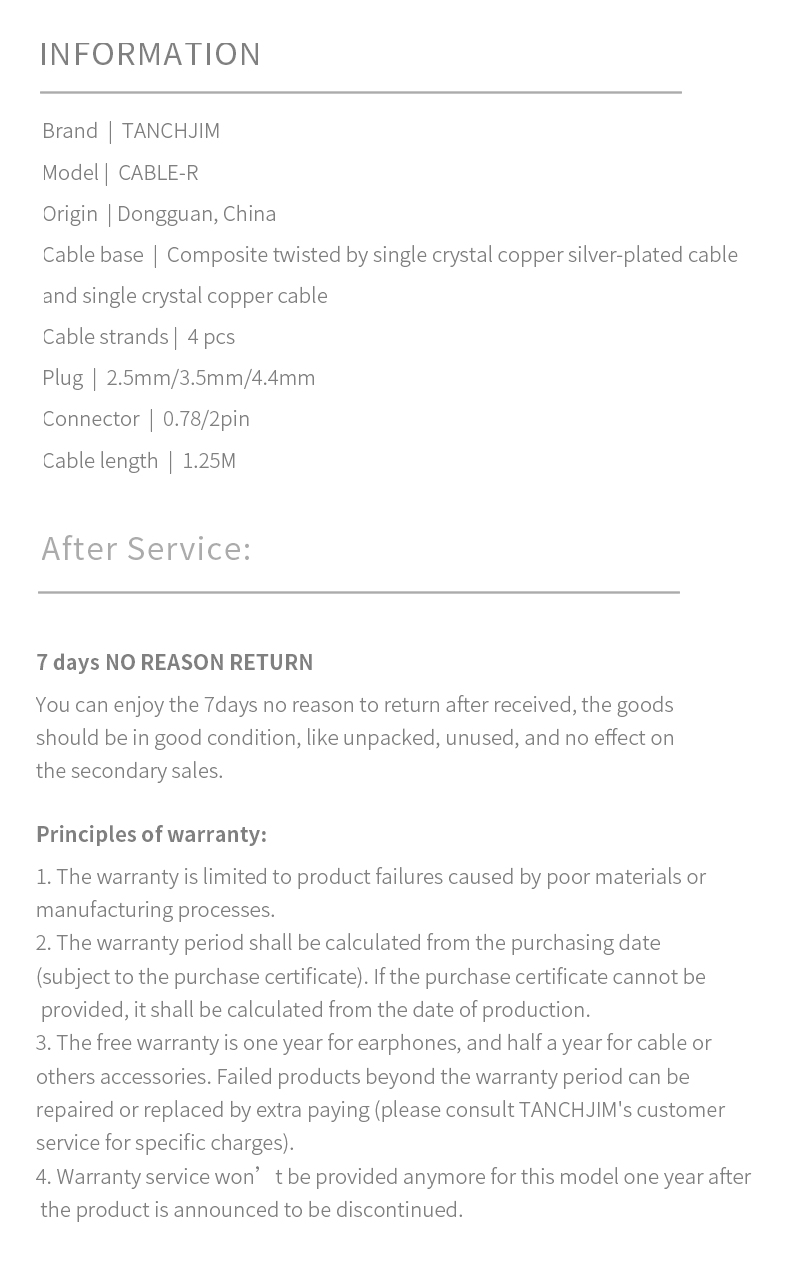 INFORMATION
Brand | TANCHJIM
Model | CABLE-R
Origin | Dongguan, China
Cable base | Composite twisted by single crystal copper silver-plated cable
and single crystal copper cable
Cable strands | 4 pcs
Plug | 2.5mm/3.5mm/4.4mm
Connector | 0.78/2pin
Cable length | 1.25M
After Service:
7 days NO REASON RETURN
You can enjoy the 7days no reason to return after received, the goods
should be in good condition, like unpacked, unused, and no effect on
the secondary sales.
Principles of warranty:
1. The warranty is limited to product failures caused by poor materials or
manufacturing processes.
2. The warranty period shall be calculated from the purchasing date
(subject to the purchase certificate). If the purchase certificate cannot be
provided, it shall be calculated from the date of production.
3. The free warranty is one year for earphones, and half a year for cable or
others accessories. Failed products beyond the warranty period can be
repaired or replaced by extra paying (please consult TANCHJIM's customer
service for specific charges).
4. Warranty service won’t be provided anymore for this model one year after
the product is announced to be discontinued.